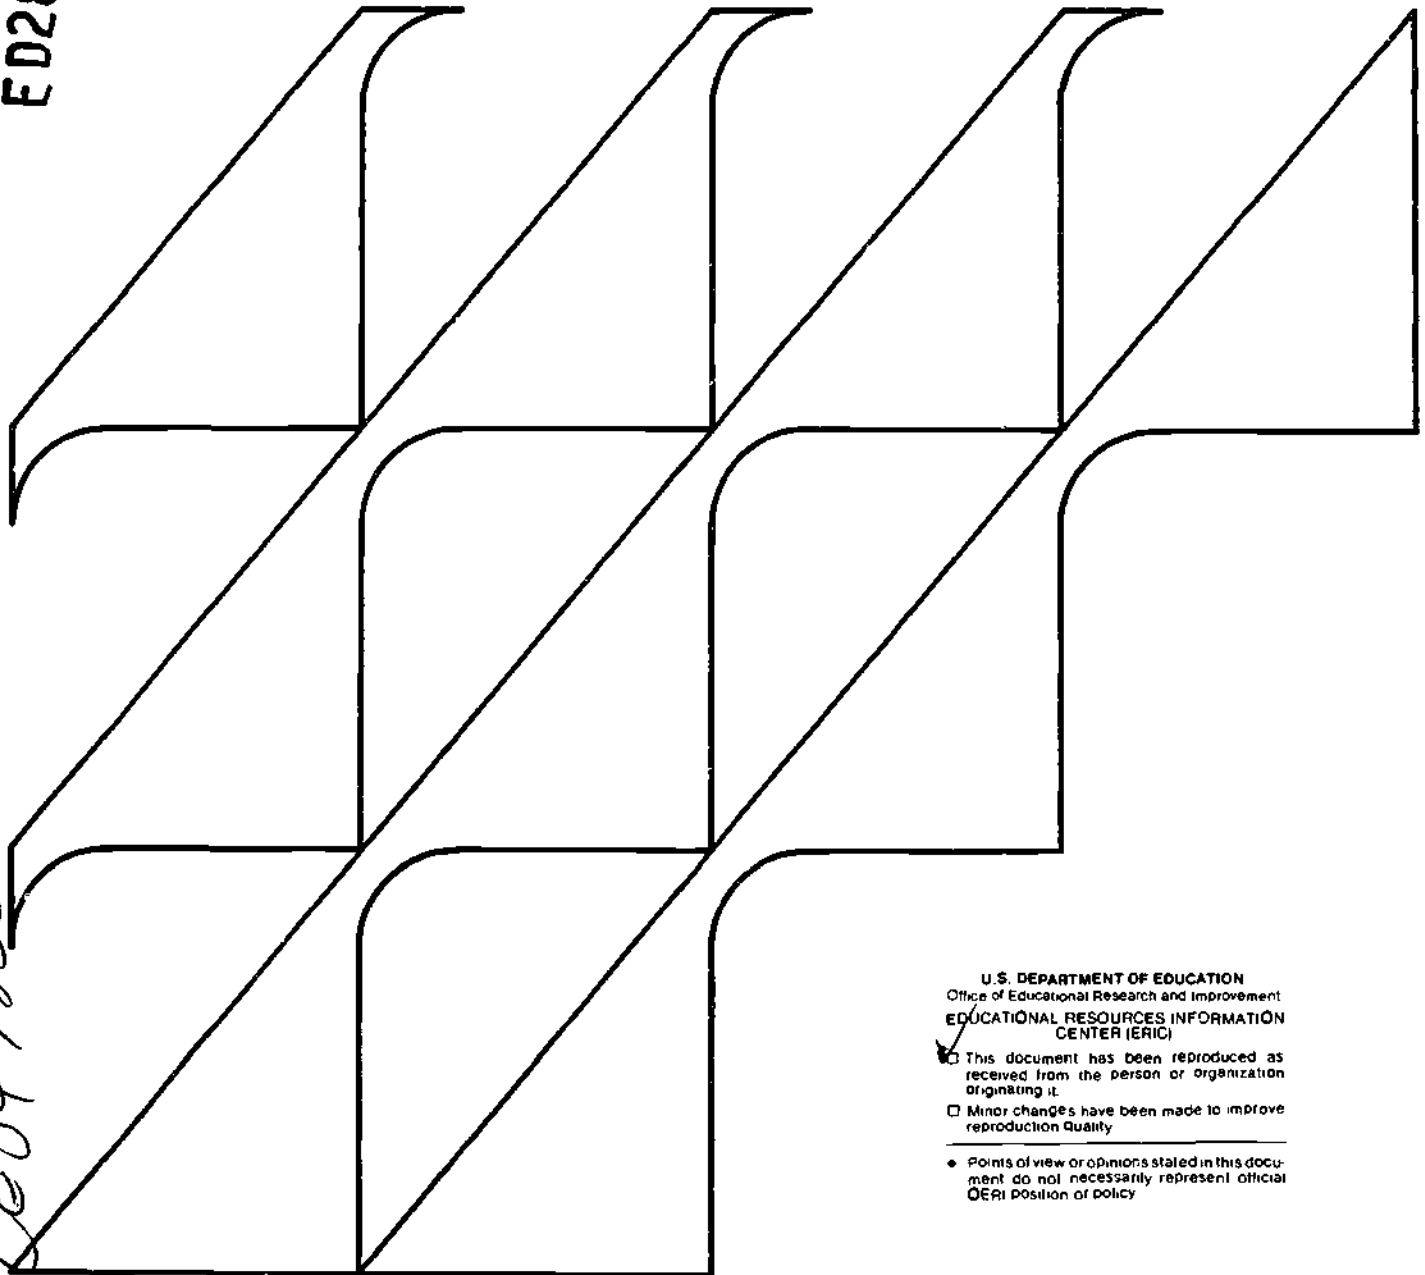 U.S. DEPARTMENT OF EDUCATION
Office of Educational Research and Improvement
EDUCATIONAL RESOURCES INFORMATION
CENTER (ERIC)
□ This document has been reproduced as
received from the person or organization
originating it.
□ Minor changes have been made to improve
reproduction quality
• Points of view or opinions stated in this docu-
ment do not necessarily represent official
OERI position or policy